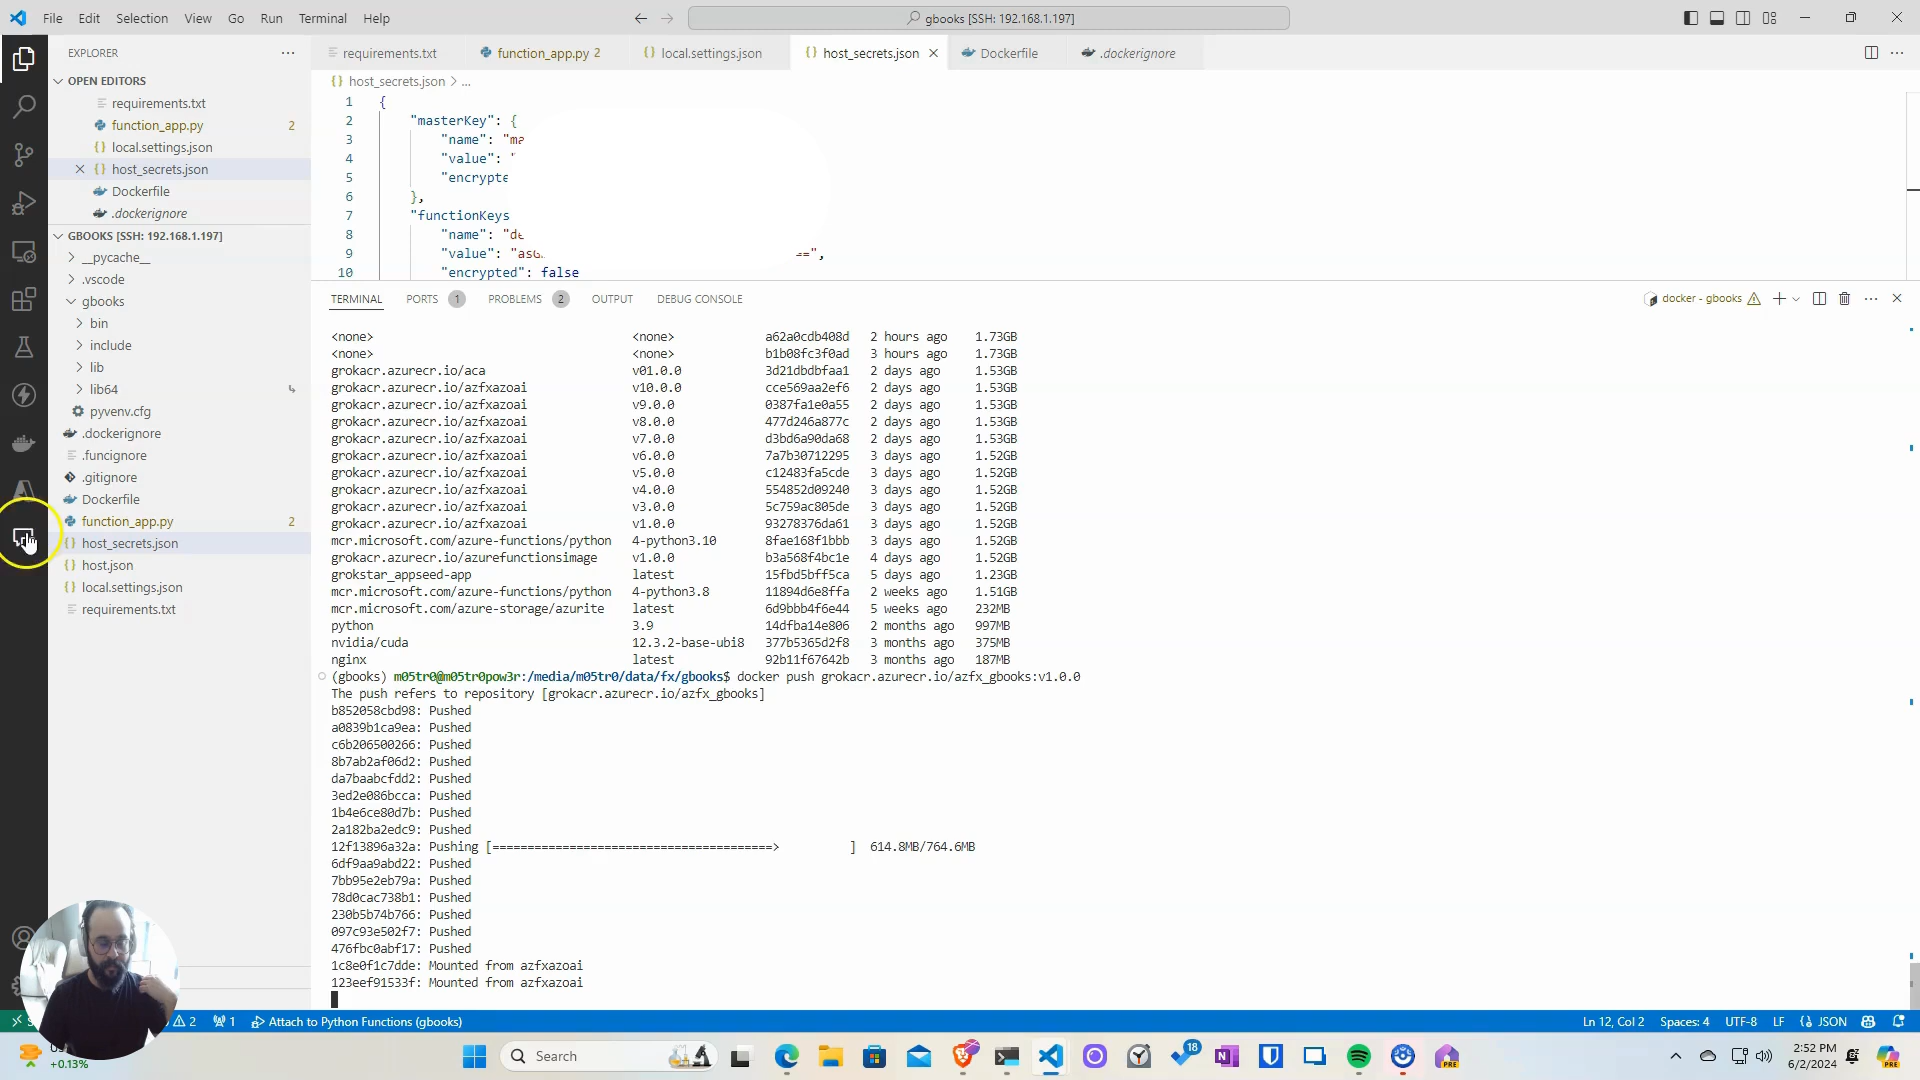 File Edit Selection View Go Run Terminal Help
gbooks [SSH: 192.168.1.197]
EXPLORER
requirements.txt
function_app.py 2
local.settings.json
host_secrets.json
Dockerfile
.dockerignore
OPEN EDITORS
requirements.txt
function_app.py 2
local.settings.json
host_secrets.json
Dockerfile
.dockerignore
GBOOKS [SSH: 192.168.1.197]
__pycache__
.vscode
gbooks
bin
include
lib
lib64
pyvenv.cfg
.dockerignore
.funcignore
.gitignore
Dockerfile
function_app.py 2
host_secrets.json
host.json
local.settings.json
requirements.txt
host_secrets.json > ...
1 {
2 "masterKey": {
3 "name": "ma
4 "value": "
5 "encrypte
6 },
7 "functionKeys
8 "name": "de
9 "value": "asG ==",
10 "encrypted": false
TERMINAL PORTS 1 PROBLEMS 2 OUTPUT DEBUG CONSOLE
docker - gbooks
<none> <none> a62a0cdb408d 2 hours ago 1.73GB
<none> <none> b1b08fc3f0ad 3 hours ago 1.73GB
grokacr.azurecr.io/aca v01.0.0 3d21dbdbfaa1 2 days ago 1.53GB
grokacr.azurecr.io/azfxazoai v10.0.0 cce569aa2ef6 2 days ago 1.53GB
grokacr.azurecr.io/azfxazoai v9.0.0 0387fa1e0a55 2 days ago 1.53GB
grokacr.azurecr.io/azfxazoai v8.0.0 477d246a877c 2 days ago 1.53GB
grokacr.azurecr.io/azfxazoai v7.0.0 d3bd6a90da68 2 days ago 1.53GB
grokacr.azurecr.io/azfxazoai v6.0.0 7a7b30712295 3 days ago 1.52GB
grokacr.azurecr.io/azfxazoai v5.0.0 c12483fa5cde 3 days ago 1.52GB
grokacr.azurecr.io/azfxazoai v4.0.0 554852d09240 3 days ago 1.52GB
grokacr.azurecr.io/azfxazoai v3.0.0 5c759ac805de 3 days ago 1.52GB
grokacr.azurecr.io/azfxazoai v1.0.0 93278376da61 3 days ago 1.52GB
mcr.microsoft.com/azure-functions/python 4-python3.10 8fae168f1bbb 3 days ago 1.52GB
grokacr.azurecr.io/azurefunctionsimage v1.0.0 b3a568f4bc1e 4 days ago 1.52GB
grokstar_appseed-app latest 15fbd5bff5ca 5 days ago 1.23GB
mcr.microsoft.com/azure-functions/python 4-python3.8 11894d6e8ffa 2 weeks ago 1.51GB
mcr.microsoft.com/azure-storage/azurite latest 6d9bbb4f6e44 5 weeks ago 232MB
python 3.9 14dfba14e806 2 months ago 997MB
nvidia/cuda 12.3.2-base-ubi8 377b5365d2f8 3 months ago 375MB
nginx latest 92b11f67642b 3 months ago 187MB
(gbooks) m05tr0@m05tr0pow3r:/media/m05tr0/data/fx/gbooks$ docker push grokacr.azurecr.io/azfx_gbooks:v1.0.0
The push refers to repository [grokacr.azurecr.io/azfx_gbooks]
b852058cbd98: Pushed
a0839b1ca9ea: Pushed
c6b206500266: Pushed
8b7ab2af06d2: Pushed
da7baabcfdd2: Pushed
3ed2e086bcca: Pushed
1b4e6ce80d7b: Pushed
2a182ba2edc9: Pushed
12f13896a32a: Pushing [========================================> ] 614.8MB/764.6MB
6df9aa9abd22: Pushed
7bb95e2eb79a: Pushed
78d0cac738b1: Pushed
230b5b74b766: Pushed
097c93e502f7: Pushed
476fbc0abf17: Pushed
1c8e0f1c7dde: Mounted from azfxazoai
123eef91533f: Mounted from azfxazoai
2 1 Attach to Python Functions (gbooks)
Ln 12, Col 2 Spaces: 4 UTF-8 LF {} JSON
+0.13%
Search
18
PRE
2:52 PM
6/2/2024
PRE